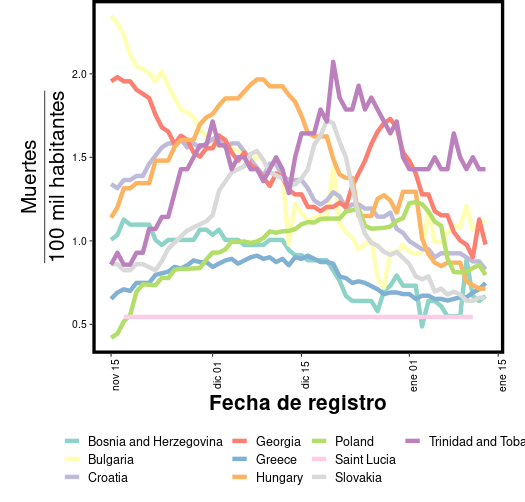 Muertes
100 mil habitantes
2.0
1.5
1.0
0.5
nov 15
dic 01
dic 15
ene 01
ene 15
Fecha de registro
Bosnia and Herzegovina Georgia Poland Trinidad and Toba
Bulgaria Greece Saint Lucia
Croatia Hungary Slovakia